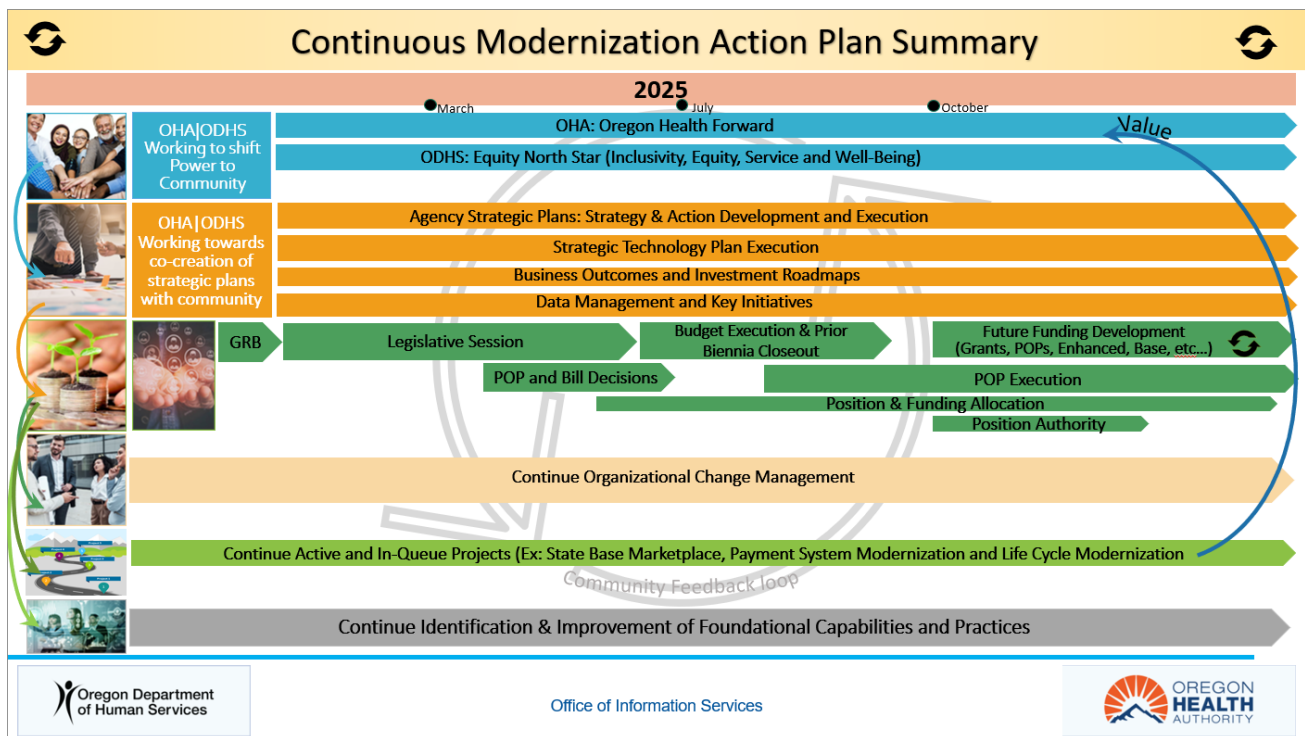 Continuous Modernization Action Plan Summary
2025
March
July
October
OHA|ODHS
Working to shift
Power to
Community
OHA: Oregon Health Forward
Value
ODHS: Equity North Star (Inclusivity, Equity, Service and Well-Being)
OHA|ODHS
Working towards
co-creation of
strategic plans
with community
Agency Strategic Plans: Strategy & Action Development and Execution
Strategic Technology Plan Execution
Business Outcomes and Investment Roadmaps
Data Management and Key Initiatives
GRB
Legislative Session
Budget Execution & Prior
Biennia Closeout
Future Funding Development
(Grants, POPs, Enhanced, Base, etc...)
POP and Bill Decisions
POP Execution
Position & Funding Allocation
Position Authority
Continue Organizational Change Management
Continue Active and In-Queue Projects (Ex: State Base Marketplace, Payment System Modernization and Life Cycle Modernization
Community Feedback loop
Continue Identification & Improvement of Foundational Capabilities and Practices
Oregon Department
of Human Services
Office of Information Services
OREGON
HEALTH
AUTHORITY